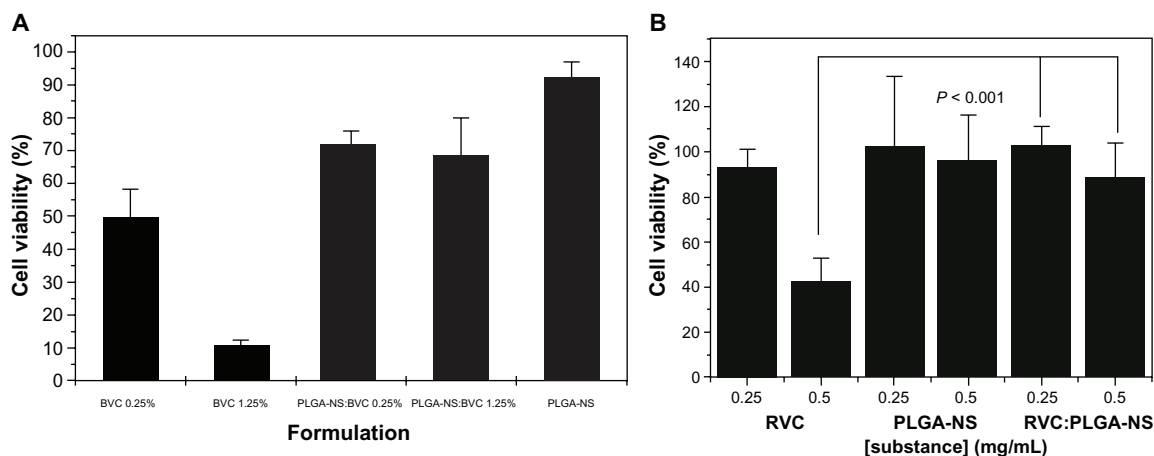 A
Cell viability (%)
100
90
80
70
60
50
40
30
20
10
0
BVC 0.25% BVC 1.25% PLGA-NS:BVC 0.25% PLGA-NS:BVC 1.25% PLGA-NS
Formulation
B
Cell viability (%)
140
120
100
80
60
40
20
0
P < 0.001
0.25 0.5 0.25 0.5 0.25 0.5
RVC PLGA-NS RVC:PLGA-NS
[substance] (mg/mL)